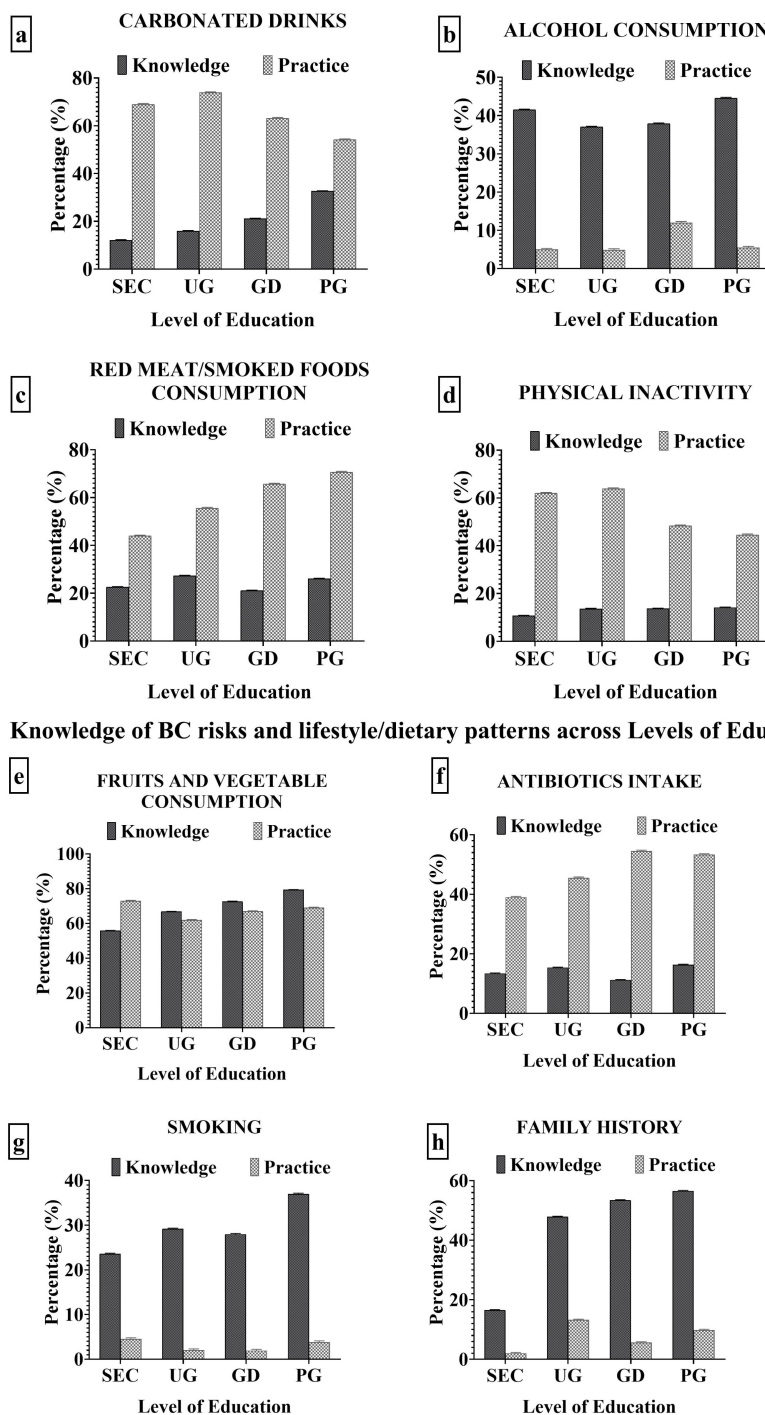 a
CARBONATED DRINKS
Knowledge Practice
Percentage (%)
80
60
40
20
0
SEC UG GD PG
Level of Education
b
ALCOHOL CONSUMPTION
Knowledge Practice
Percentage (%)
50
40
30
20
10
0
SEC UG GD PG
Level of Education
c
RED MEAT/SMOKED FOODS
CONSUMPTION
Knowledge Practice
Percentage (%)
80
60
40
20
0
SEC UG GD PG
Level of Education
d
PHYSICAL INACTIVITY
Knowledge Practice
Percentage (%)
80
60
40
20
0
SEC UG GD PG
Level of Education
Knowledge of BC risks and lifestyle/dietary patterns across Levels of Edu
e
FRUITS AND VEGETABLE
CONSUMPTION
Knowledge Practice
Percentage (%)
100
80
60
40
20
0
SEC UG GD PG
Level of Education
f
ANTIBIOTICS INTAKE
Knowledge Practice
Percentage (%)
60
40
20
0
SEC UG GD PG
Level of Education
g
SMOKING
Knowledge Practice
Percentage (%)
40
30
20
10
0
SEC UG GD PG
Level of Education
h
FAMILY HISTORY
Knowledge Practice
Percentage (%)
60
40
20
0
SEC UG GD PG
Level of Education